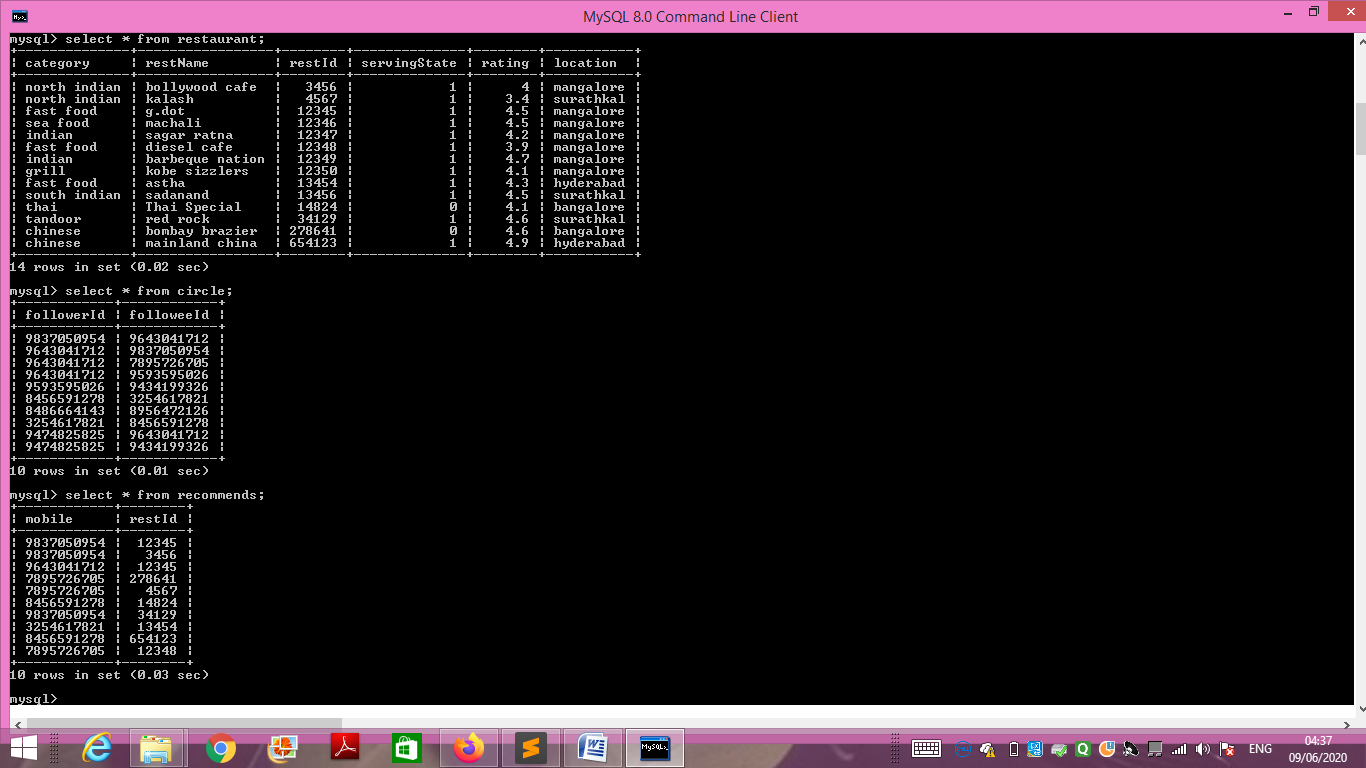 MySQL 8.0 Command Line Client
mysql> select * from restaurant;
+--------------+------------------+--------+--------------+--------+------------+
| category | restName | restId | servingState | rating | location |
+--------------+------------------+--------+--------------+--------+------------+
| north indian | bollywood cafe | 3456 | 1 | 4 | mangalore |
| north indian | kalash | 4567 | 1 | 3.4 | surathkal |
| fast food | g.dot | 12345 | 1 | 4.5 | mangalore |
| sea food | machali | 12346 | 1 | 4.5 | mangalore |
| indian | sagar ratna | 12347 | 1 | 4.2 | mangalore |
| fast food | diesel cafe | 12348 | 1 | 3.9 | mangalore |
| indian | barbeque nation | 12349 | 1 | 4.7 | mangalore |
| grill | kobe sizzlers | 12350 | 1 | 4.1 | mangalore |
| fast food | astha | 13454 | 1 | 4.3 | hyderabad |
| south indian | sadanand | 13456 | 1 | 4.5 | surathkal |
| thai | Thai Special | 14824 | 0 | 4.1 | bangalore |
| tandoor | red rock | 34129 | 1 | 4.6 | surathkal |
| chinese | bombay brazier | 278641 | 0 | 4.6 | bangalore |
| chinese | mainland china | 654123 | 1 | 4.9 | hyderabad |
+--------------+------------------+--------+--------------+--------+------------+
14 rows in set (0.02 sec)
mysql> select * from circle;
+------------+------------+
| followerId | followeeId |
+------------+------------+
| 9837050954 | 9643041712 |
| 9643041712 | 9837050954 |
| 9643041712 | 7895726705 |
| 9643041712 | 9593595026 |
| 9593595026 | 9434199326 |
| 8456591278 | 3254617821 |
| 8486664143 | 8956472126 |
| 3254617821 | 8456591278 |
| 9474825825 | 9643041712 |
| 9474825825 | 9434199326 |
+------------+------------+
10 rows in set (0.01 sec)
mysql> select * from recommends;
+------------+--------+
| mobile | restId |
+------------+--------+
| 9837050954 | 12345 |
| 9837050954 | 3456 |
| 9643041712 | 12345 |
| 7895726705 | 278641 |
| 7895726705 | 4567 |
| 8456591278 | 14824 |
| 9837050954 | 34129 |
| 3254617821 | 13454 |
| 8456591278 | 654123 |
| 7895726705 | 12348 |
+------------+--------+
10 rows in set (0.03 sec)
mysql>
ENG
04:37
09/06/2020